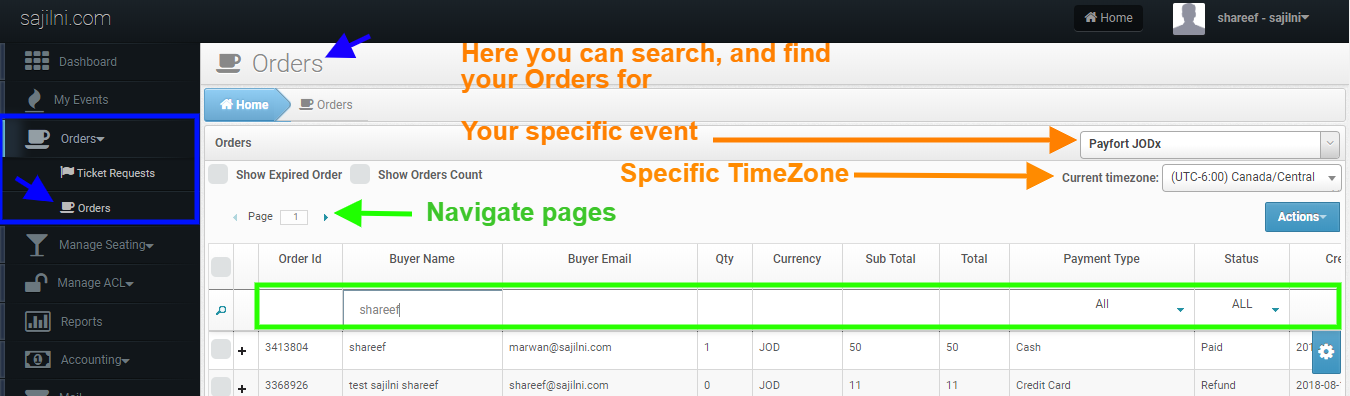 sajilni.com
Home
shareef - sajilni
Dashboard
My Events
Orders
Ticket Requests
Orders
Manage Seating
Manage ACL
Reports
Accounting
Orders
Here you can search, and find
your Orders for
Home
Orders
Orders
Your specific event
Payfort JODx
Show Expired Order
Show Orders Count
Specific TimeZone
Current timezone:
(UTC-6:00) Canada/Central
Page 1
Navigate pages
Actions
Order Id Buyer Name Buyer Email Qty Currency Sub Total Total Payment Type Status Cre
shareef All ALL
3413804 shareef marwan@sajilni.com 1 JOD 50 50 Cash Paid 201
3368926 test sajilni shareef shareef@sajilni.com 0 JOD 11 11 Credit Card Refund 2018-08-